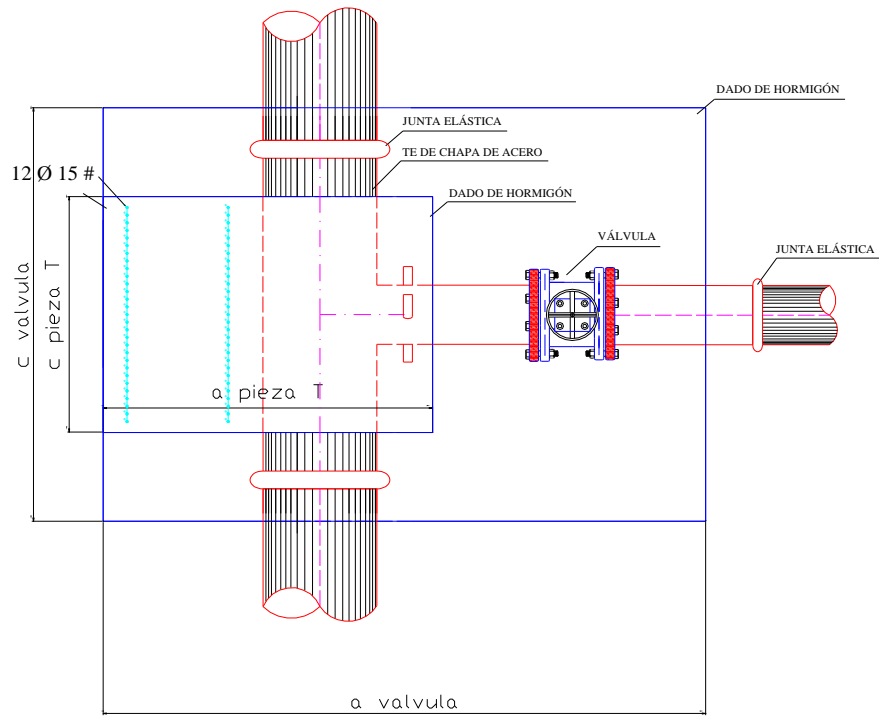 DADO DE HORMIGÓN
JUNTA ELÁSTICA
TE DE CHAPA DE ACERO
12 Ø 15 #
DADO DE HORMIGÓN
VÁLVULA
JUNTA ELÁSTICA
C valvula
C pieza T
a pieza T
a valvula